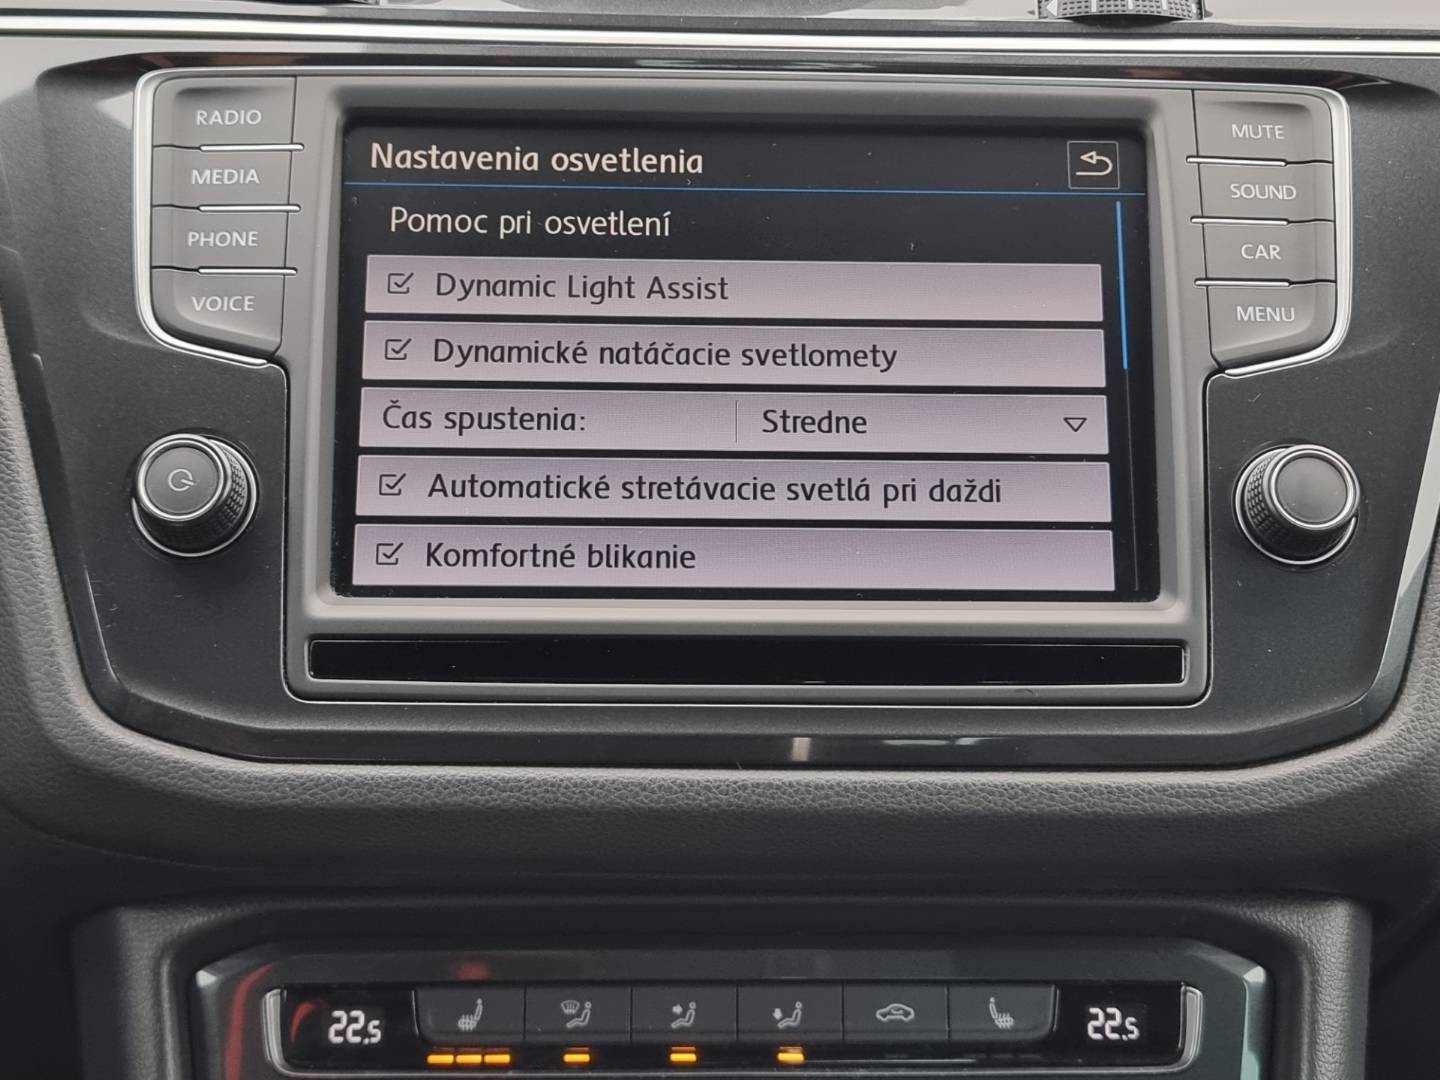 RADIO
MEDIA
PHONE
VOICE
Nastavenia osvetlenia
Pomoc pri osvetlení
Dynamic Light Assist
Dynamické natáčacie svetlomety
Čas spustenia: Stredne
Automatické stretávacie svetlá pri daždi
Komfortné blikanie
MUTE
SOUND
CAR
MENU
22.5
22.5